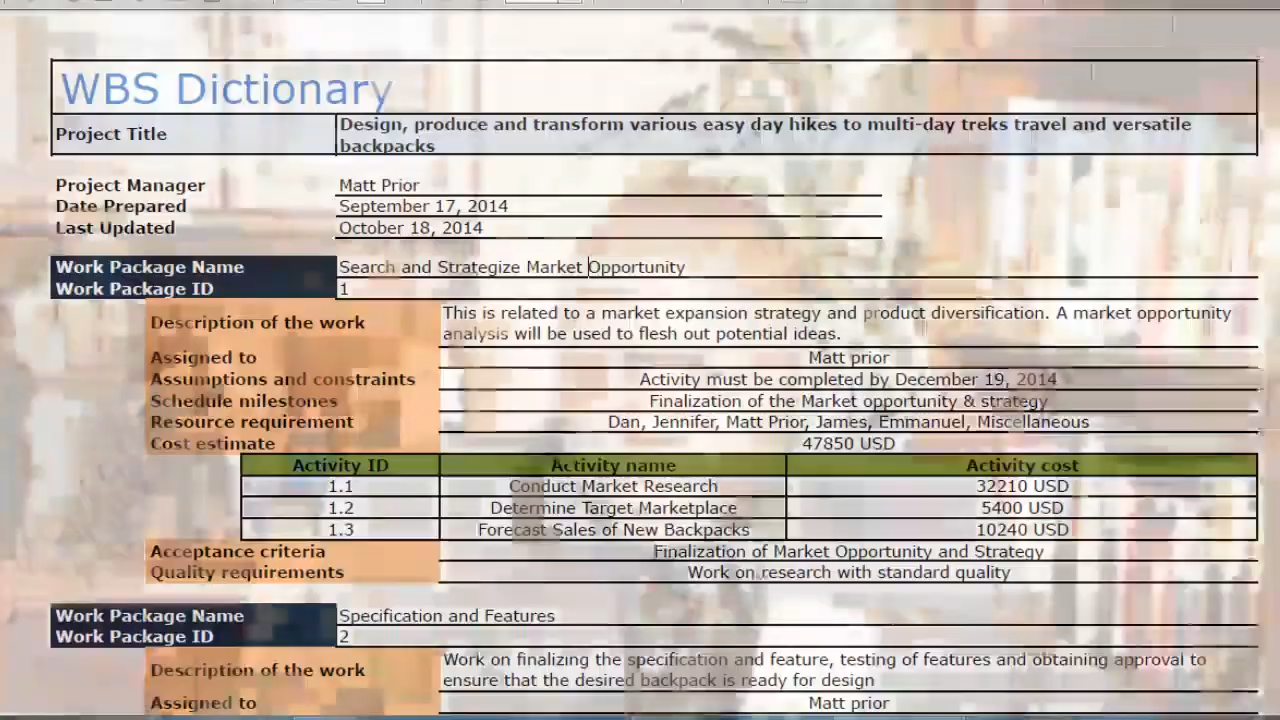 WBS Dictionary
Project Title
Design, produce and transform various easy day hikes to multi-day treks travel and versatile
backpacks
Project Manager Matt Prior
Date Prepared September 17, 2014
Last Updated October 18, 2014
Work Package Name Search and Strategize Market Opportunity
Work Package ID 1
Description of the work
This is related to a market expansion strategy and product diversification. A market opportunity
analysis will be used to flesh out potential ideas.
Assigned to Matt prior
Assumptions and constraints Activity must be completed by December 19, 2014
Schedule milestones Finalization of the Market opportunity & strategy
Resource requirement Dan, Jennifer, Matt Prior, James, Emmanuel, Miscellaneous
Cost estimate 47850 USD
Activity ID Activity name Activity cost
1.1 Conduct Market Research 32210 USD
1.2 Determine Target Marketplace 5400 USD
1.3 Forecast Sales of New Backpacks 10240 USD
Acceptance criteria Finalization of Market Opportunity and Strategy
Quality requirements Work on research with standard quality
Work Package Name Specification and Features
Work Package ID 2
Description of the work
Work on finalizing the specification and feature, testing of features and obtaining approval to
ensure that the desired backpack is ready for design
Assigned to Matt prior